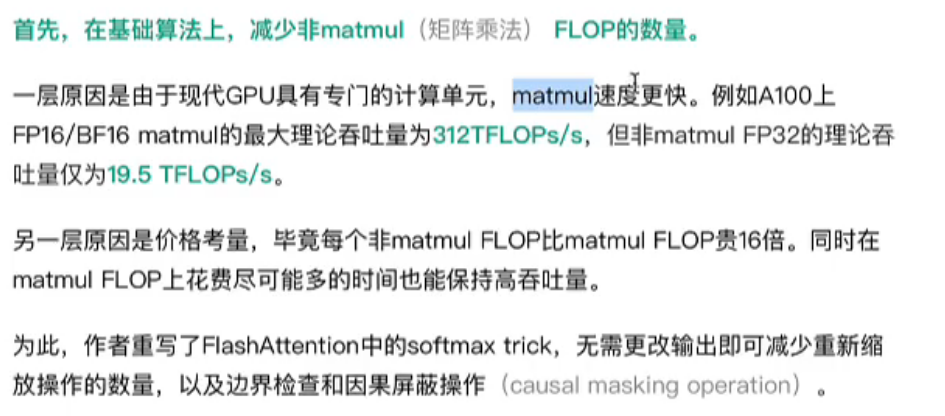 首先，在基础算法上，减少非matmul（矩阵乘法） FLOP的数量。
一层原因是由于现代GPU具有专门的计算单元，matmul速度更快。例如A100上
FP16/BF16 matmul的最大理论吞吐量为312TFLOPs/s，但非matmul FP32的理论吞
吐量仅为19.5 TFLOPs/s。
另一层原因是价格考量，毕竟每个非matmul FLOP比matmul FLOP贵16倍。同时在
matmul FLOP上花费尽可能多的时间也能保持高吞吐量。
为此，作者重写了FlashAttention中的softmax trick，无需更改输出即可减少重新缩
放操作的数量，以及边界检查和因果屏蔽操作（causal masking operation）。